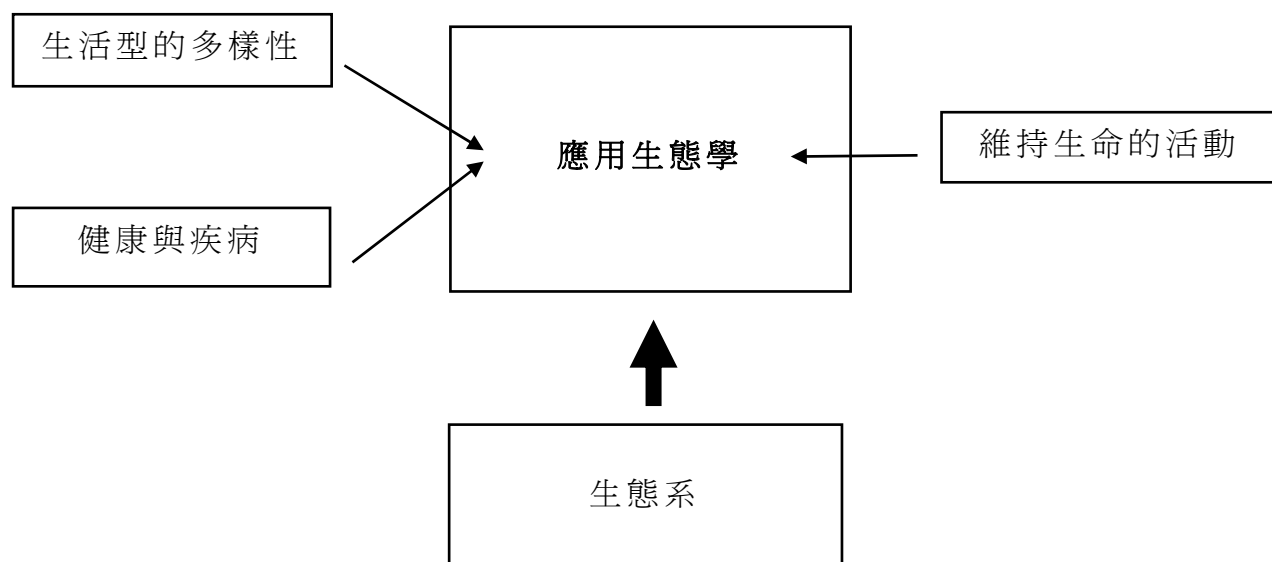 生活型的多樣性
應用生態學
維持生命的活動
健康與疾病
生態系